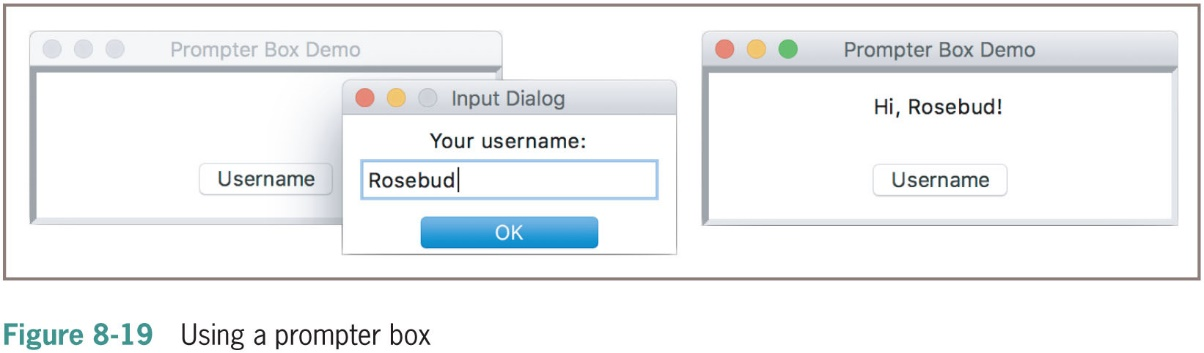 Prompter Box Demo
Input Dialog
Your username:
Rosebud
Username
OK
Prompter Box Demo
Hi, Rosebud!
Username
Figure 8-19 Using a prompter box